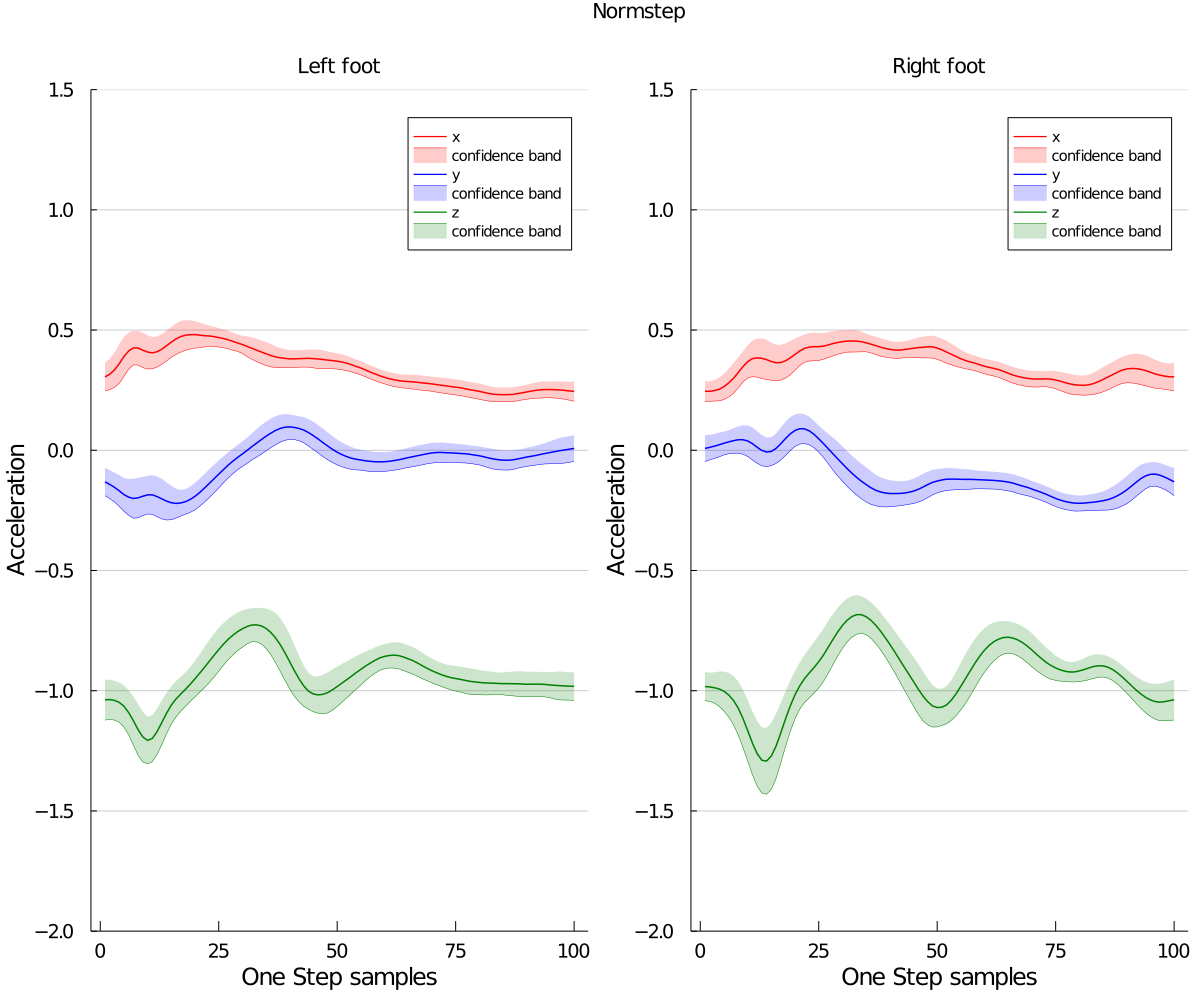 Normstep
Left foot
1.5
1.0
0.5
0.0
−0.5
−1.0
−1.5
−2.0
Acceleration
x
confidence band
y
confidence band
z
confidence band
0 25 50 75 100
One Step samples
Right foot
1.5
1.0
0.5
0.0
−0.5
−1.0
−1.5
−2.0
Acceleration
x
confidence band
y
confidence band
z
confidence band
0 25 50 75 100
One Step samples